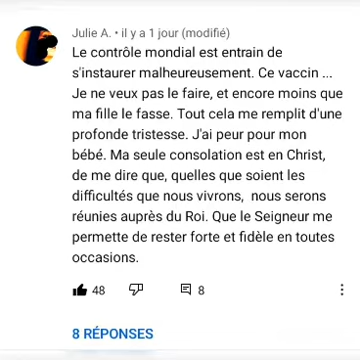 Julie A. • il y a 1 jour (modifié)
Le contrôle mondial est entrain de
s'instaurer malheureusement. Ce vaccin ...
Je ne veux pas le faire, et encore moins que
ma fille le fasse. Tout cela me remplit d'une
profonde tristesse. J'ai peur pour mon
bébé. Ma seule consolation est en Christ,
de me dire que, quelles que soient les
difficultés que nous vivrons, nous serons
réunies auprès du Roi. Que le Seigneur me
permette de rester forte et fidèle en toutes
occasions.
48 8
8 RÉPONSES